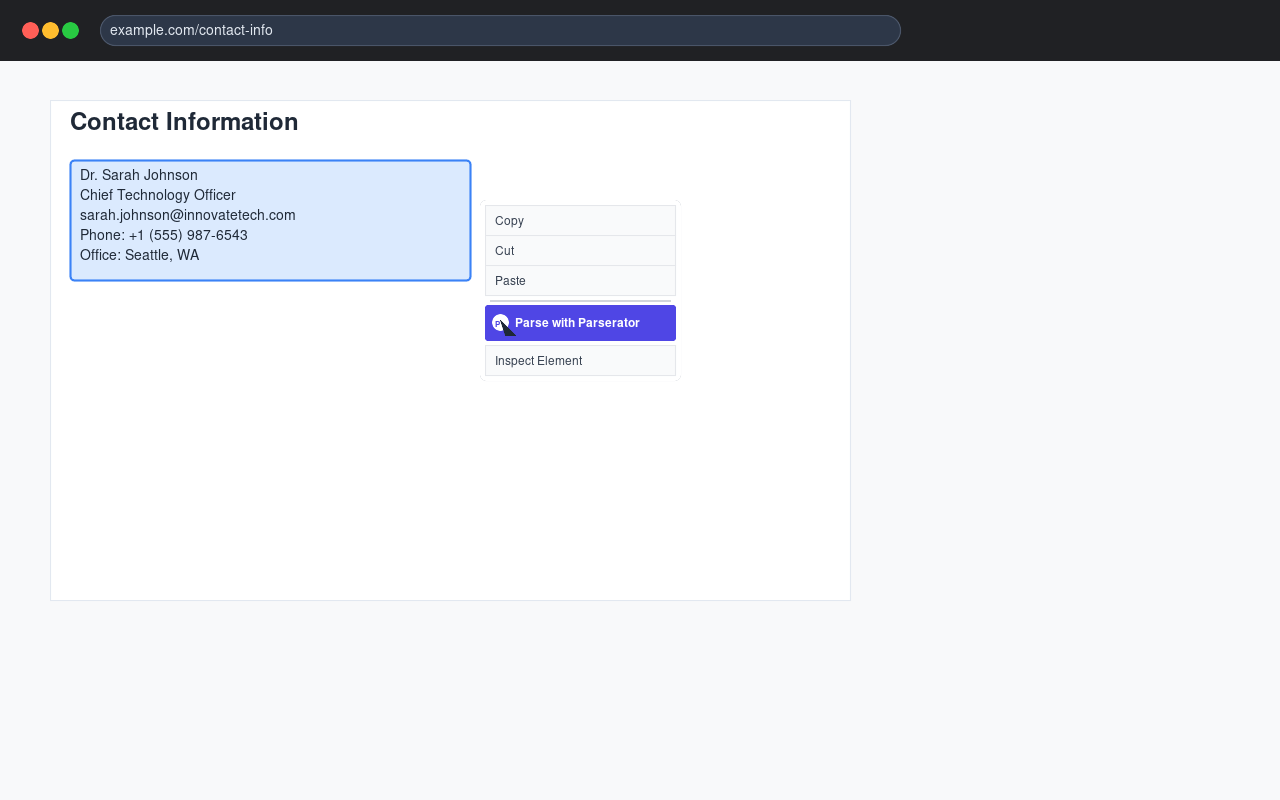 example.com/contact-info
Contact Information
Dr. Sarah Johnson
Chief Technology Officer
sarah.johnson@innovatetech.com
Phone: +1 (555) 987-6543
Office: Seattle, WA
Copy
Cut
Paste
Parse with Parserator
Inspect Element